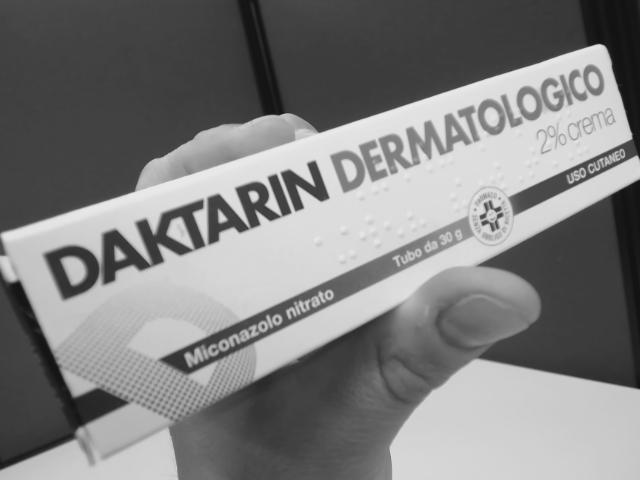 DAKTARIN DERMATOLOGICO
2% crema
Miconazolo nitrato
Tubo da 30 g
USO CUTANEO